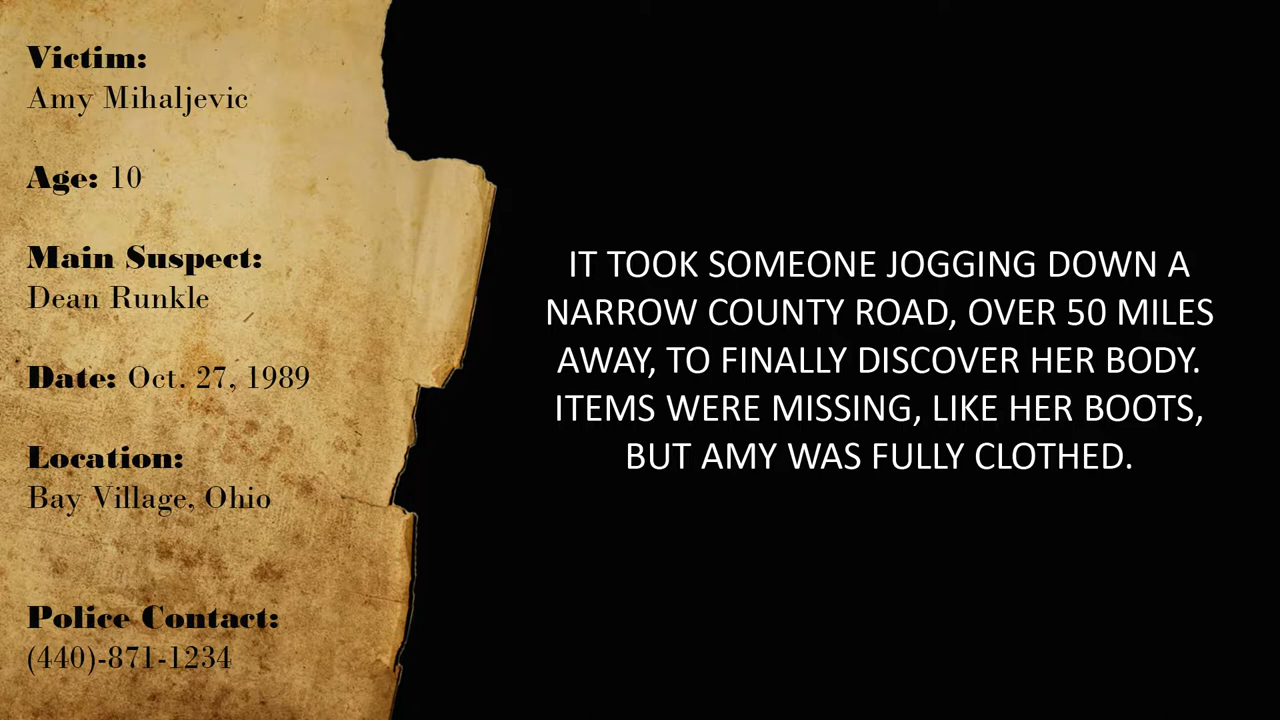 Victim:
Amy Mihaljevic
Age: 10
Main Suspect:
Dean Runkle
Date: Oct. 27, 1989
Location:
Bay Village, Ohio
Police Contact:
(440)-871-1234
IT TOOK SOMEONE JOGGING DOWN A
NARROW COUNTY ROAD, OVER 50 MILES
AWAY, TO FINALLY DISCOVER HER BODY.
ITEMS WERE MISSING, LIKE HER BOOTS,
BUT AMY WAS FULLY CLOTHED.